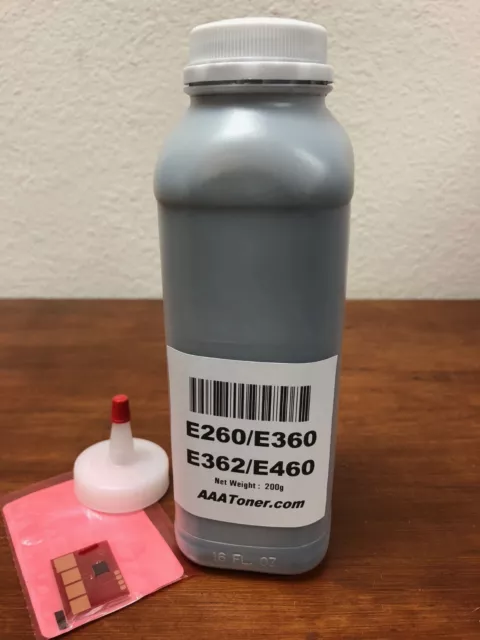 E260/E360
E362/E460
Net Weight : 200g
AAAToner.com
16 FL. OZ